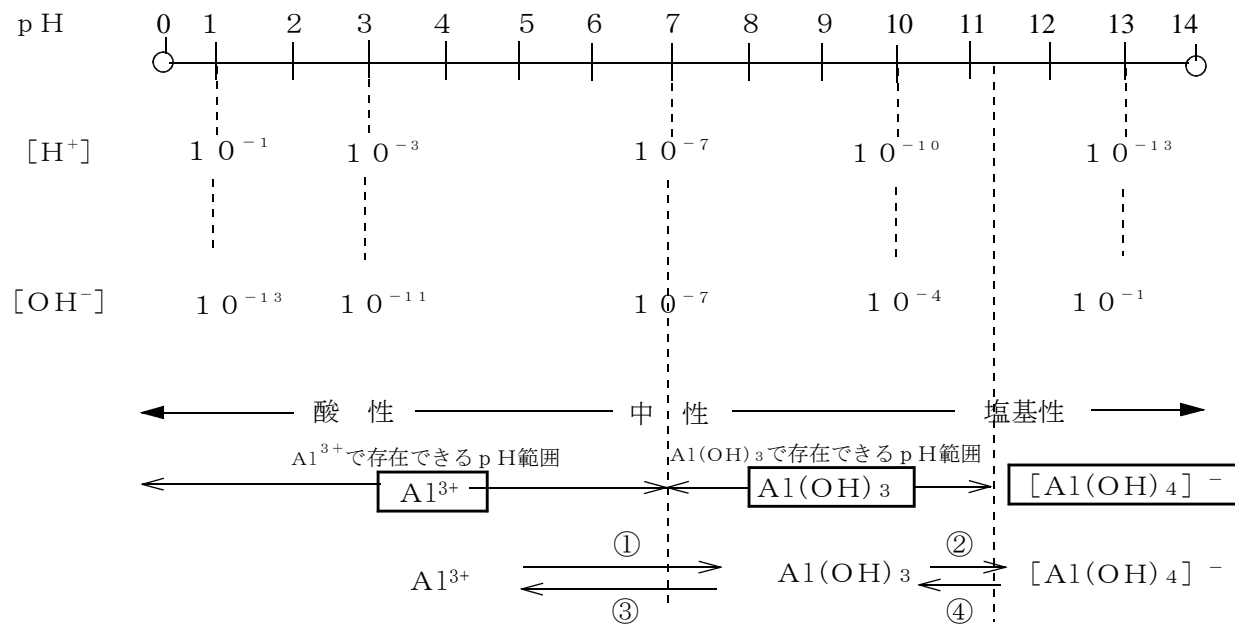 ｐＨ 0 1 2 3 4 5 6 7 8 9 10 11 12 13 14
［H⁺］ １０⁻¹ １０⁻³ １０⁻⁷ １０⁻¹⁰ １０⁻¹³
［OH⁻］ １０⁻¹³ １０⁻¹¹ １０⁻⁷ １０⁻⁴ １０⁻¹
酸 性 中 性 塩基性
Al³⁺で存在できるｐH範囲 Al(OH)₃で存在できるｐH範囲
Al³⁺ Al(OH)₃ ［Al(OH)₄］⁻
① ②
Al³⁺ Al(OH)₃ ［Al(OH)₄］⁻
③ ④